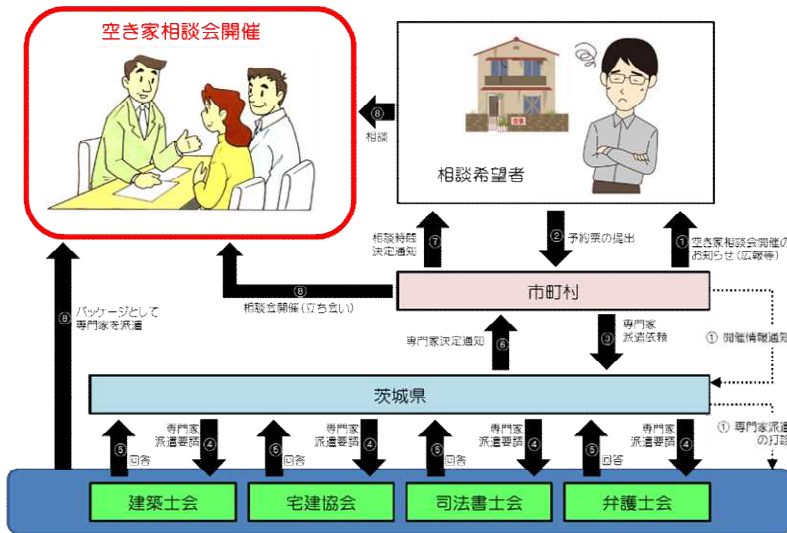 空き家相談会開催
⑧
相談
相談希望者
相談時間
決定通知
⑦
②
予約票の提出
①
空き家相談会開催の
お知らせ(広報等)
⑧
相談会開催(立ち会い)
市町村
⑧
パッケージとして
専門家を派遣
専門家決定通知
⑥
③
専門家
派遣依頼
① 開催情報通知
茨城県
⑤
回答
専門家
派遣要請
④
⑤
回答
専門家
派遣要請
④
⑤
回答
専門家
派遣要請
④
⑤
回答
専門家
派遣要請
④
① 専門家派遣
の打診
建築士会
宅建協会
司法書士会
弁護士会